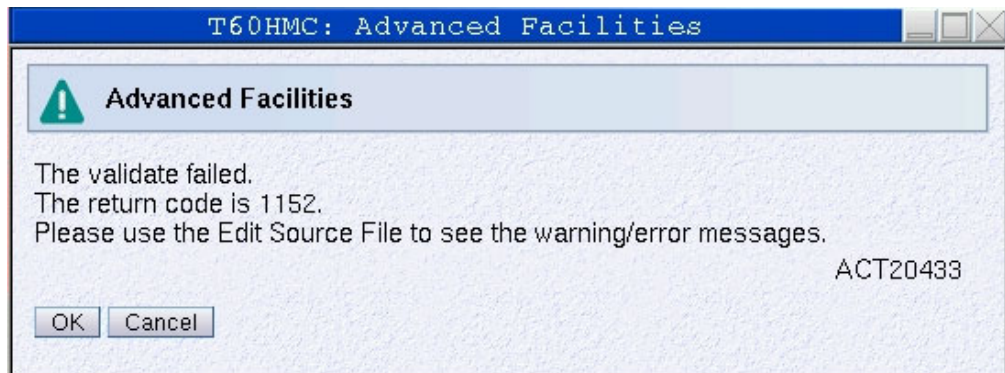 T60HMC: Advanced Facilities
Advanced Facilities
The validate failed.
The return code is 1152.
Please use the Edit Source File to see the warning/error messages.
ACT20433
OK Cancel